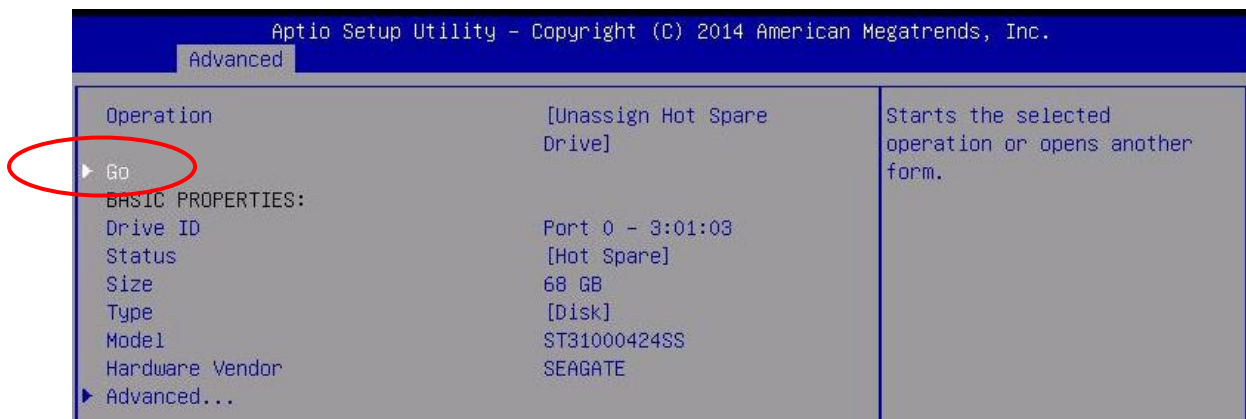 Aptio Setup Utility – Copyright (C) 2014 American Megatrends, Inc.
Advanced
Operation [Unassign Hot Spare Drive]
Go
BASIC PROPERTIES:
Drive ID Port 0 - 3:01:03
Status [Hot Spare]
Size 68 GB
Type [Disk]
Model ST31000424SS
Hardware Vendor SEAGATE
Advanced...
Starts the selected
operation or opens another
form.